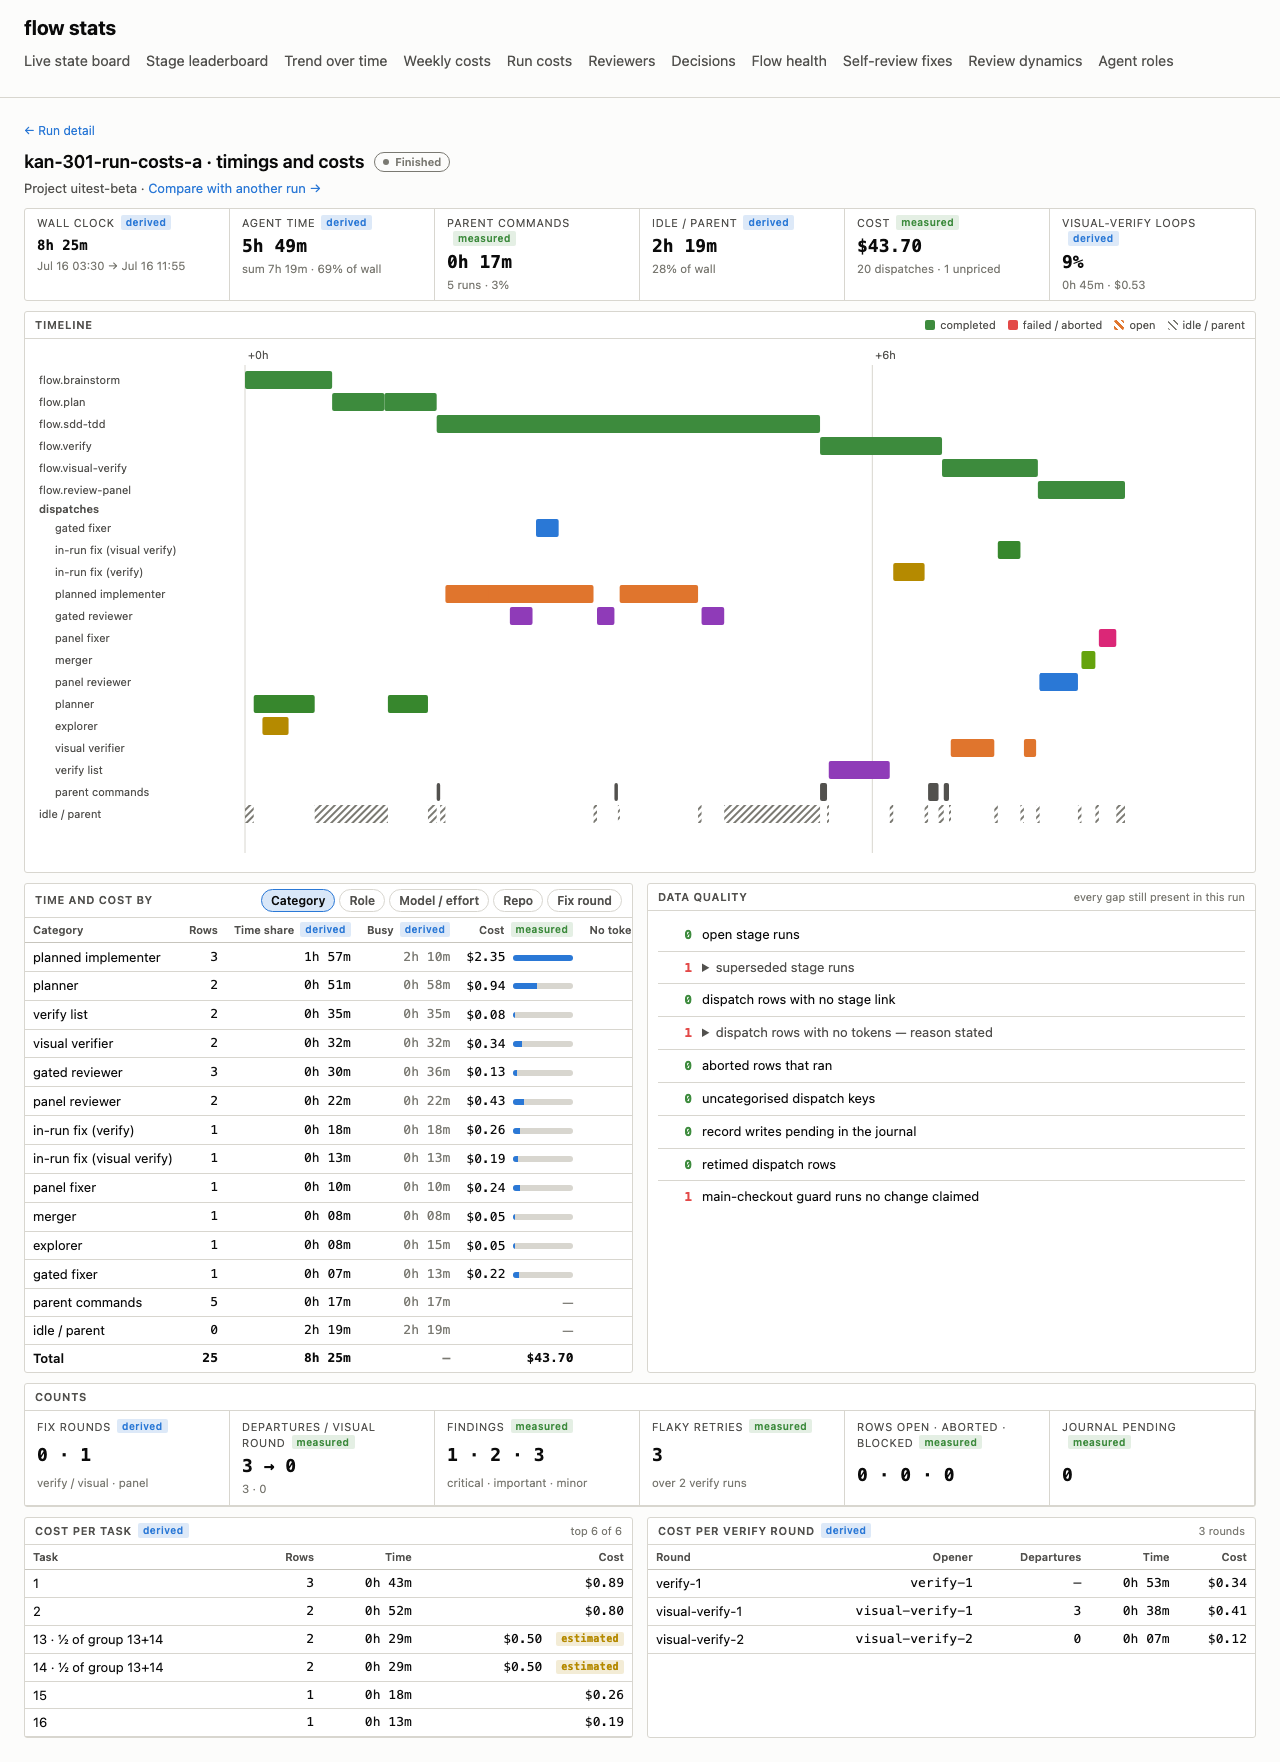 flow stats
Live state board Stage leaderboard Trend over time Weekly costs Run costs Reviewers Decisions Flow health Self-review fixes Review dynamics Agent roles
← Run detail
kan-301-run-costs-a · timings and costs Finished
Project uitest-beta · Compare with another run →
WALL CLOCK derived
8h 25m
Jul 16 03:30 → Jul 16 11:55
AGENT TIME derived
5h 49m
sum 7h 19m · 69% of wall
PARENT COMMANDS
measured
0h 17m
5 runs · 3%
IDLE / PARENT derived
2h 19m
28% of wall
COST measured
$43.70
20 dispatches · 1 unpriced
VISUAL-VERIFY LOOPS
derived
9%
0h 45m · $0.53
TIMELINE completed failed / aborted open idle / parent
+0h +6h
flow.brainstorm
flow.plan
flow.sdd-tdd
flow.verify
flow.visual-verify
flow.review-panel
dispatches
gated fixer
in-run fix (visual verify)
in-run fix (verify)
planned implementer
gated reviewer
panel fixer
merger
panel reviewer
planner
explorer
visual verifier
verify list
parent commands
idle / parent
TIME AND COST BY Category Role Model / effort Repo Fix round
Category Rows Time share derived Busy derived Cost measured No toke
planned implementer 3 1h 57m 2h 10m $2.35
planner 2 0h 51m 0h 58m $0.94
verify list 2 0h 35m 0h 35m $0.08
visual verifier 2 0h 32m 0h 32m $0.34
gated reviewer 3 0h 30m 0h 36m $0.13
panel reviewer 2 0h 22m 0h 22m $0.43
in-run fix (verify) 1 0h 18m 0h 18m $0.26
in-run fix (visual verify) 1 0h 13m 0h 13m $0.19
panel fixer 1 0h 10m 0h 10m $0.24
merger 1 0h 08m 0h 08m $0.05
explorer 1 0h 08m 0h 15m $0.05
gated fixer 1 0h 07m 0h 13m $0.22
parent commands 5 0h 17m 0h 17m —
idle / parent 0 2h 19m 2h 19m —
Total 25 8h 25m — $43.70
DATA QUALITY every gap still present in this run
0 open stage runs
1 ▶ superseded stage runs
0 dispatch rows with no stage link
1 ▶ dispatch rows with no tokens — reason stated
0 aborted rows that ran
0 uncategorised dispatch keys
0 record writes pending in the journal
0 retimed dispatch rows
1 main-checkout guard runs no change claimed
COUNTS
FIX ROUNDS derived
0 · 1
verify / visual · panel
DEPARTURES / VISUAL
ROUND measured
3 → 0
3 · 0
FINDINGS measured
1 · 2 · 3
critical · important · minor
FLAKY RETRIES measured
3
over 2 verify runs
ROWS OPEN · ABORTED ·
BLOCKED measured
0 · 0 · 0
JOURNAL PENDING
measured
0
COST PER TASK derived top 6 of 6
Task Rows Time Cost
1 3 0h 43m $0.89
2 2 0h 52m $0.80
13 · ½ of group 13+14 2 0h 29m $0.50 estimated
14 · ½ of group 13+14 2 0h 29m $0.50 estimated
15 1 0h 18m $0.26
16 1 0h 13m $0.19
COST PER VERIFY ROUND derived 3 rounds
Round Opener Departures Time Cost
verify-1 verify-1 — 0h 53m $0.34
visual-verify-1 visual-verify-1 3 0h 38m $0.41
visual-verify-2 visual-verify-2 0 0h 07m $0.12